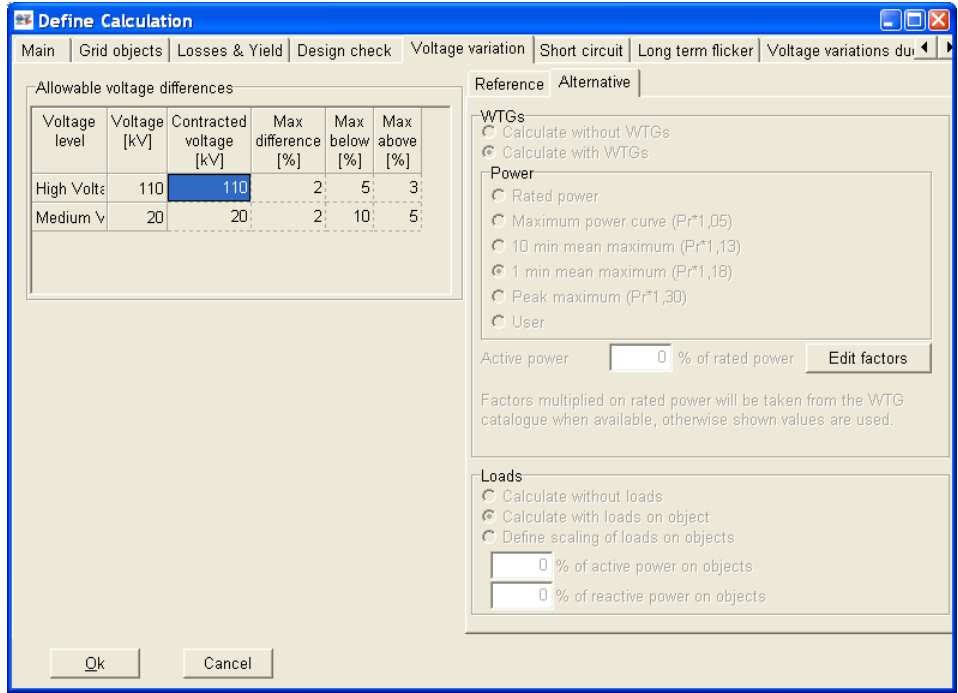 Define Calculation
Main Grid objects Losses & Yield Design check Voltage variation Short circuit Long term flicker Voltage variations du
Allowable voltage differences
Voltage level Voltage [kV] Contracted voltage [kV] Max difference [%] Max below [%] Max above [%]
High Volta 110 110 2 5 3
Medium V 20 20 2 10 5
Reference Alternative
WTGs
Calculate without WTGs
Calculate with WTGs
Power
Rated power
Maximum power curve (Pr*1,05)
10 min mean maximum (Pr*1,13)
1 min mean maximum (Pr*1,18)
Peak maximum (Pr*1,30)
User
Active power 0 % of rated power Edit factors
Factors multiplied on rated power will be taken from the WTG
catalogue when available, otherwise shown values are used.
Loads
Calculate without loads
Calculate with loads on object
Define scaling of loads on objects
0 % of active power on objects
0 % of reactive power on objects
Ok Cancel